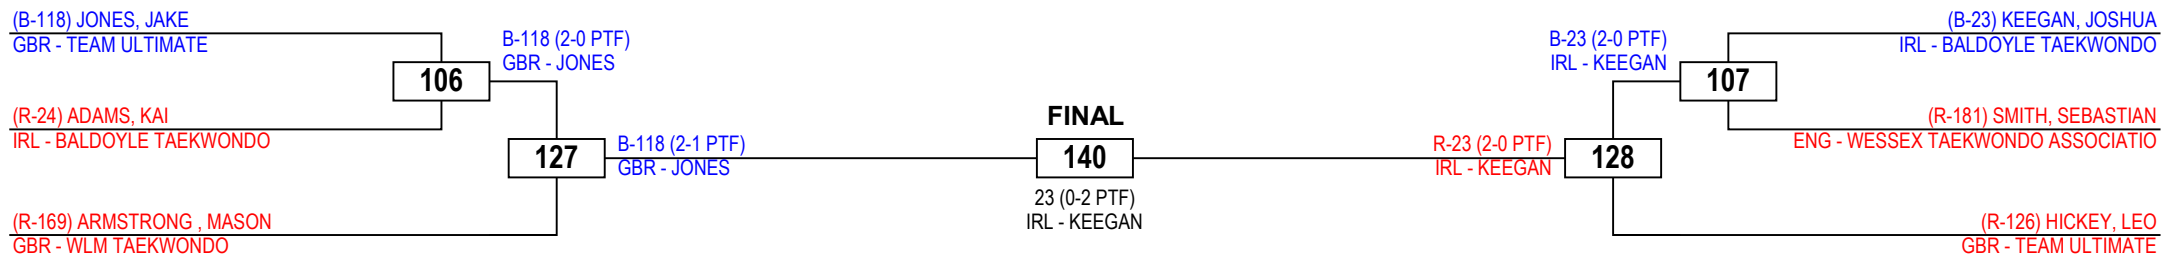 (B-118) JONES, JAKE
GBR - TEAM ULTIMATE
B-118 (2-0 PTF)
GBR - JONES
106
(R-24) ADAMS, KAI
IRL - BALDOYLE TAEKWONDO
127
B-118 (2-1 PTF)
GBR - JONES
(R-169) ARMSTRONG , MASON
GBR - WLM TAEKWONDO
FINAL
140
23 (0-2 PTF)
IRL - KEEGAN
(B-23) KEEGAN, JOSHUA
IRL - BALDOYLE TAEKWONDO
B-23 (2-0 PTF)
IRL - KEEGAN
107
(R-181) SMITH, SEBASTIAN
ENG - WESSEX TAEKWONDO ASSOCIATIO
R-23 (2-0 PTF)
IRL - KEEGAN
128
(R-126) HICKEY, LEO
GBR - TEAM ULTIMATE